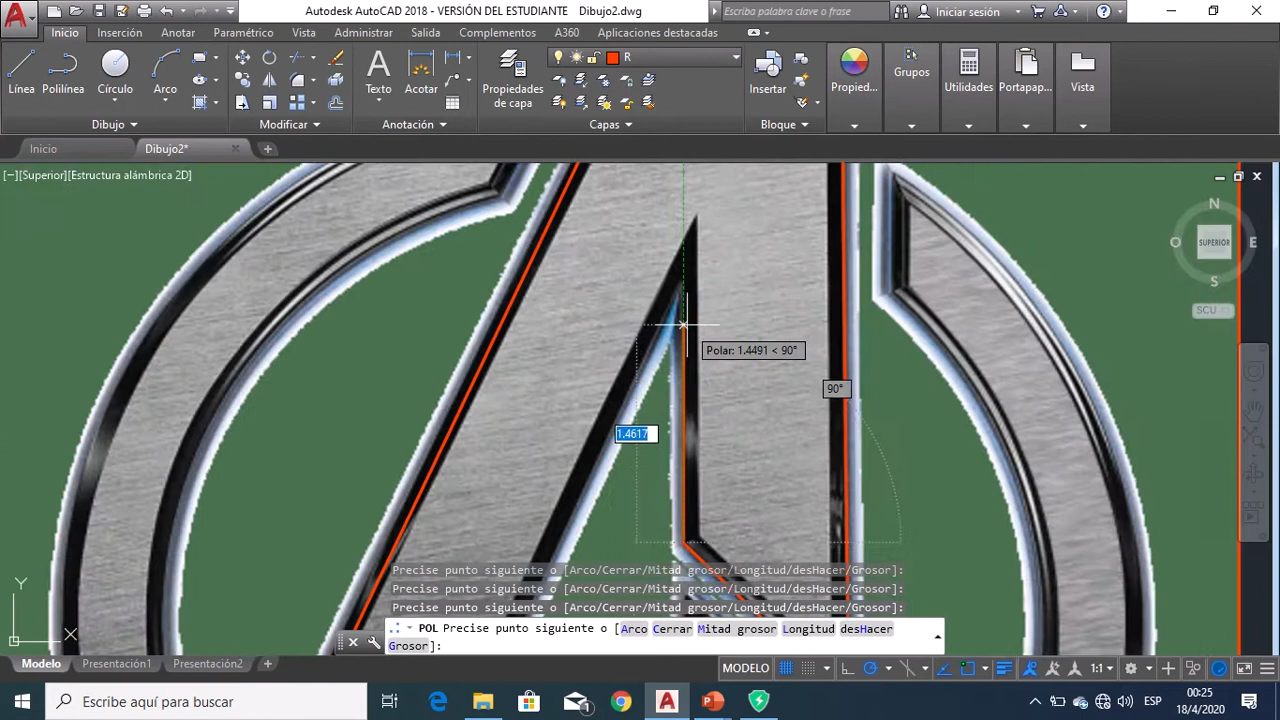 Autodesk AutoCAD 2018 - VERSIÓN DEL ESTUDIANTE Dibujo2.dwg
Escriba palabra clave o frase
Iniciar sesión
Inicio
Inserción
Anotar
Paramétrico
Vista
Administrar
Salida
Complementos
A360
Aplicaciones destacadas
Línea
Polilínea
Círculo
Arco
Texto
Acotar
Propiedades
de capa
R
Insertar
Propied...
Grupos
Utilidades
Portapap...
Vista
Dibujo
Modificar
Anotación
Capas
Bloque
Inicio
Dibujo2*
[−][Superior][Estructura alámbrica 2D]
N
O
SUPERIOR
E
S
SCU
Polar: 1.4491 < 90°
90°
1.4617
Precise punto siguiente o [Arco/Cerrar/Mitad grosor/Longitud/desHacer/Grosor]:
Precise punto siguiente o [Arco/Cerrar/Mitad grosor/Longitud/desHacer/Grosor]:
Precise punto siguiente o [Arco/Cerrar/Mitad grosor/Longitud/desHacer/Grosor]:
POL Precise punto siguiente o [Arco Cerrar Mitad grosor Longitud desHacer
Grosor]:
Y
X
Modelo
Presentación1
Presentación2
MODELO
1:1
Escribe aquí para buscar
1
ESP
00:25
18/4/2020